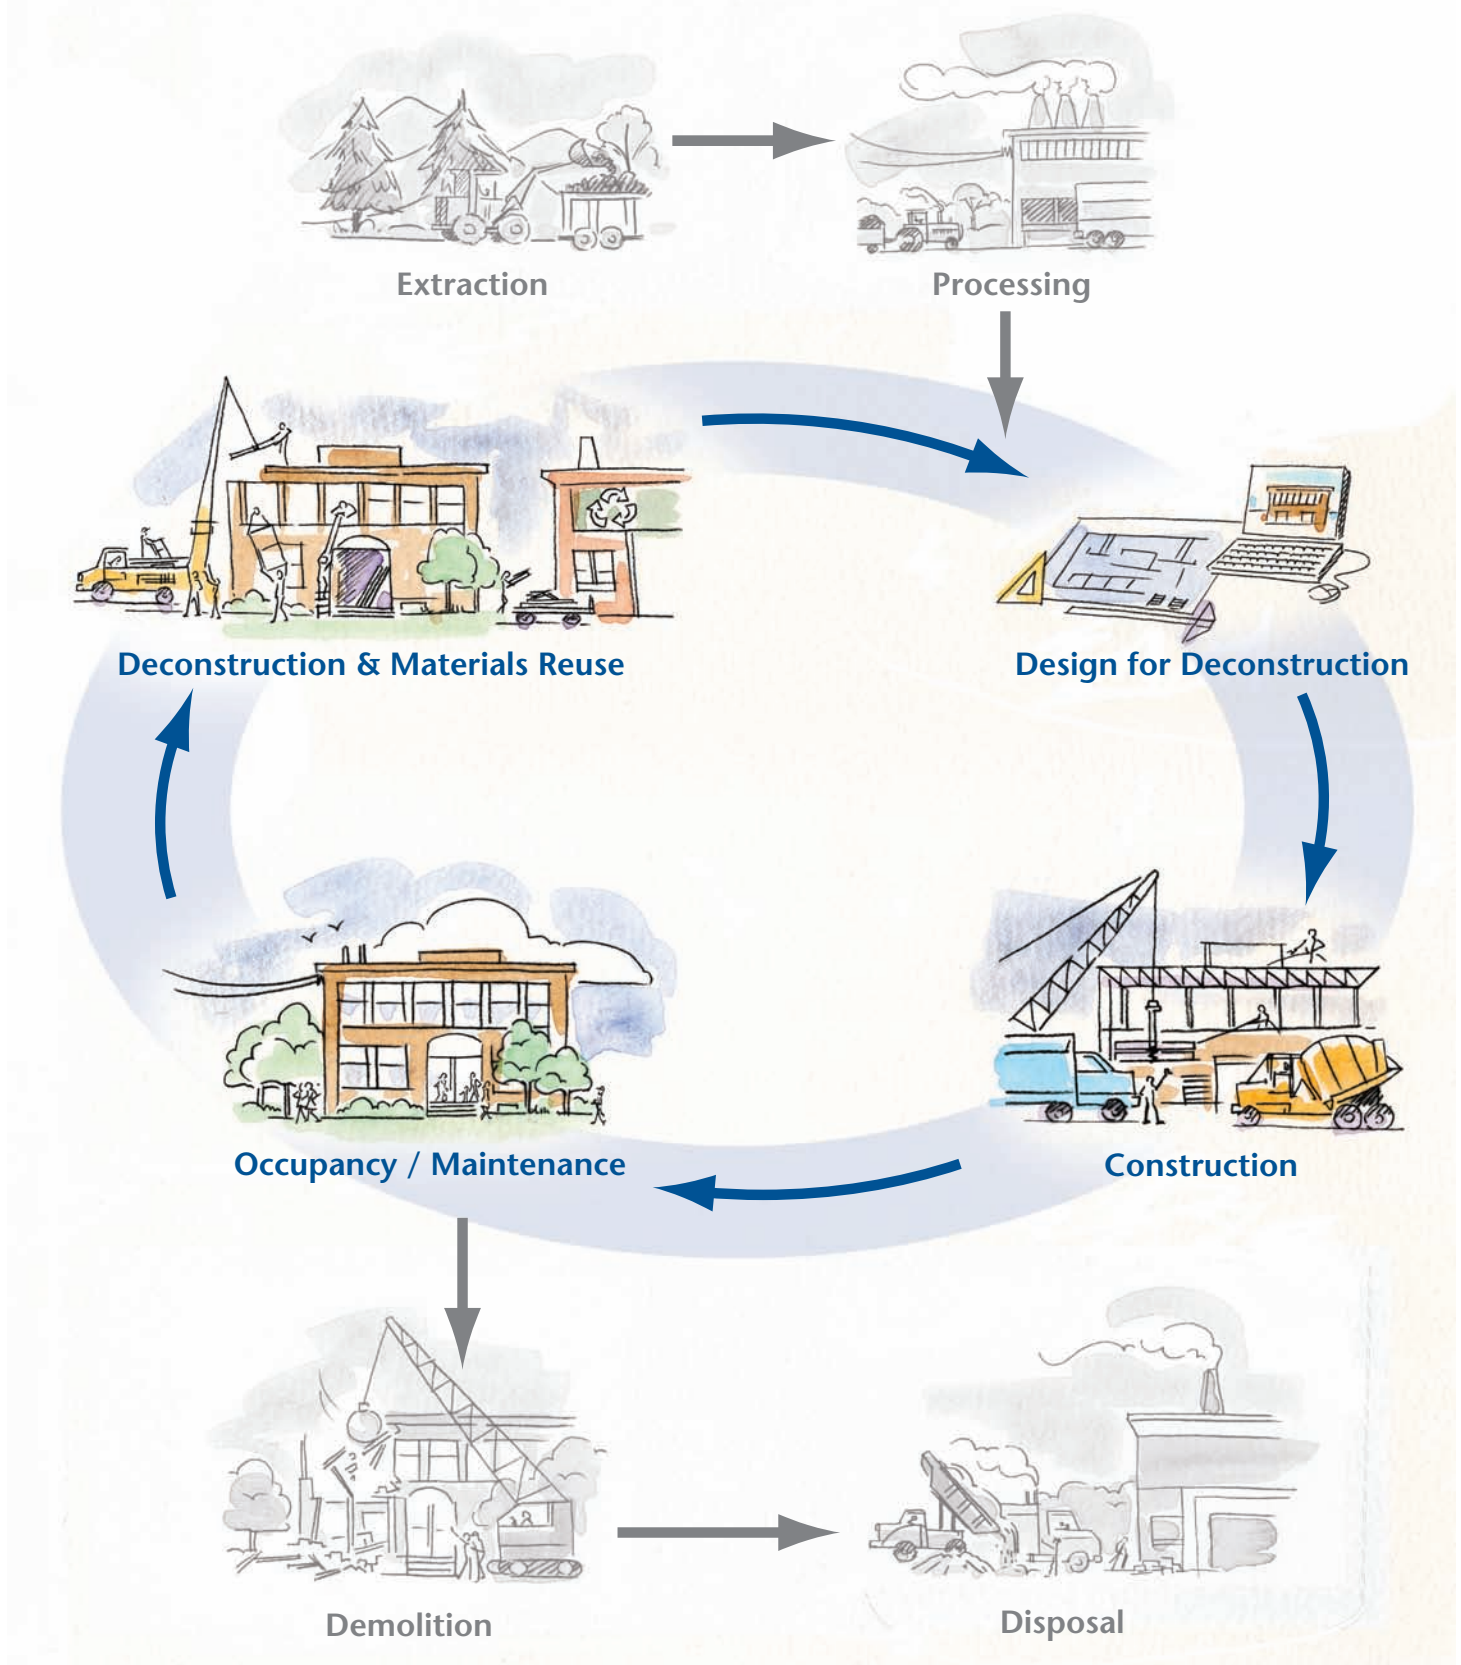 Extraction
Processing
Deconstruction & Materials Reuse
Design for Deconstruction
Occupancy / Maintenance
Construction
Demolition
Disposal